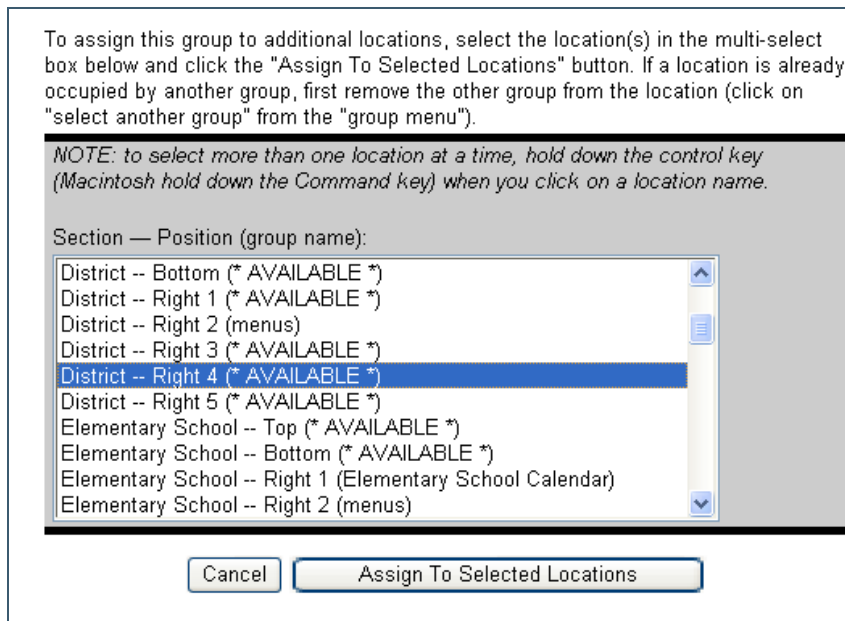 To assign this group to additional locations, select the location(s) in the multi-select
box below and click the "Assign To Selected Locations" button. If a location is already
occupied by another group, first remove the other group from the location (click on
"select another group" from the "group menu").
NOTE: to select more than one location at a time, hold down the control key
(Macintosh hold down the Command key) when you click on a location name.
Section — Position (group name):
District -- Bottom (* AVAILABLE *)
District -- Right 1 (* AVAILABLE *)
District -- Right 2 (menus)
District -- Right 3 (* AVAILABLE *)
District -- Right 4 (* AVAILABLE *)
District -- Right 5 (* AVAILABLE *)
Elementary School -- Top (* AVAILABLE *)
Elementary School -- Bottom (* AVAILABLE *)
Elementary School -- Right 1 (Elementary School Calendar)
Elementary School -- Right 2 (menus)
Cancel Assign To Selected Locations